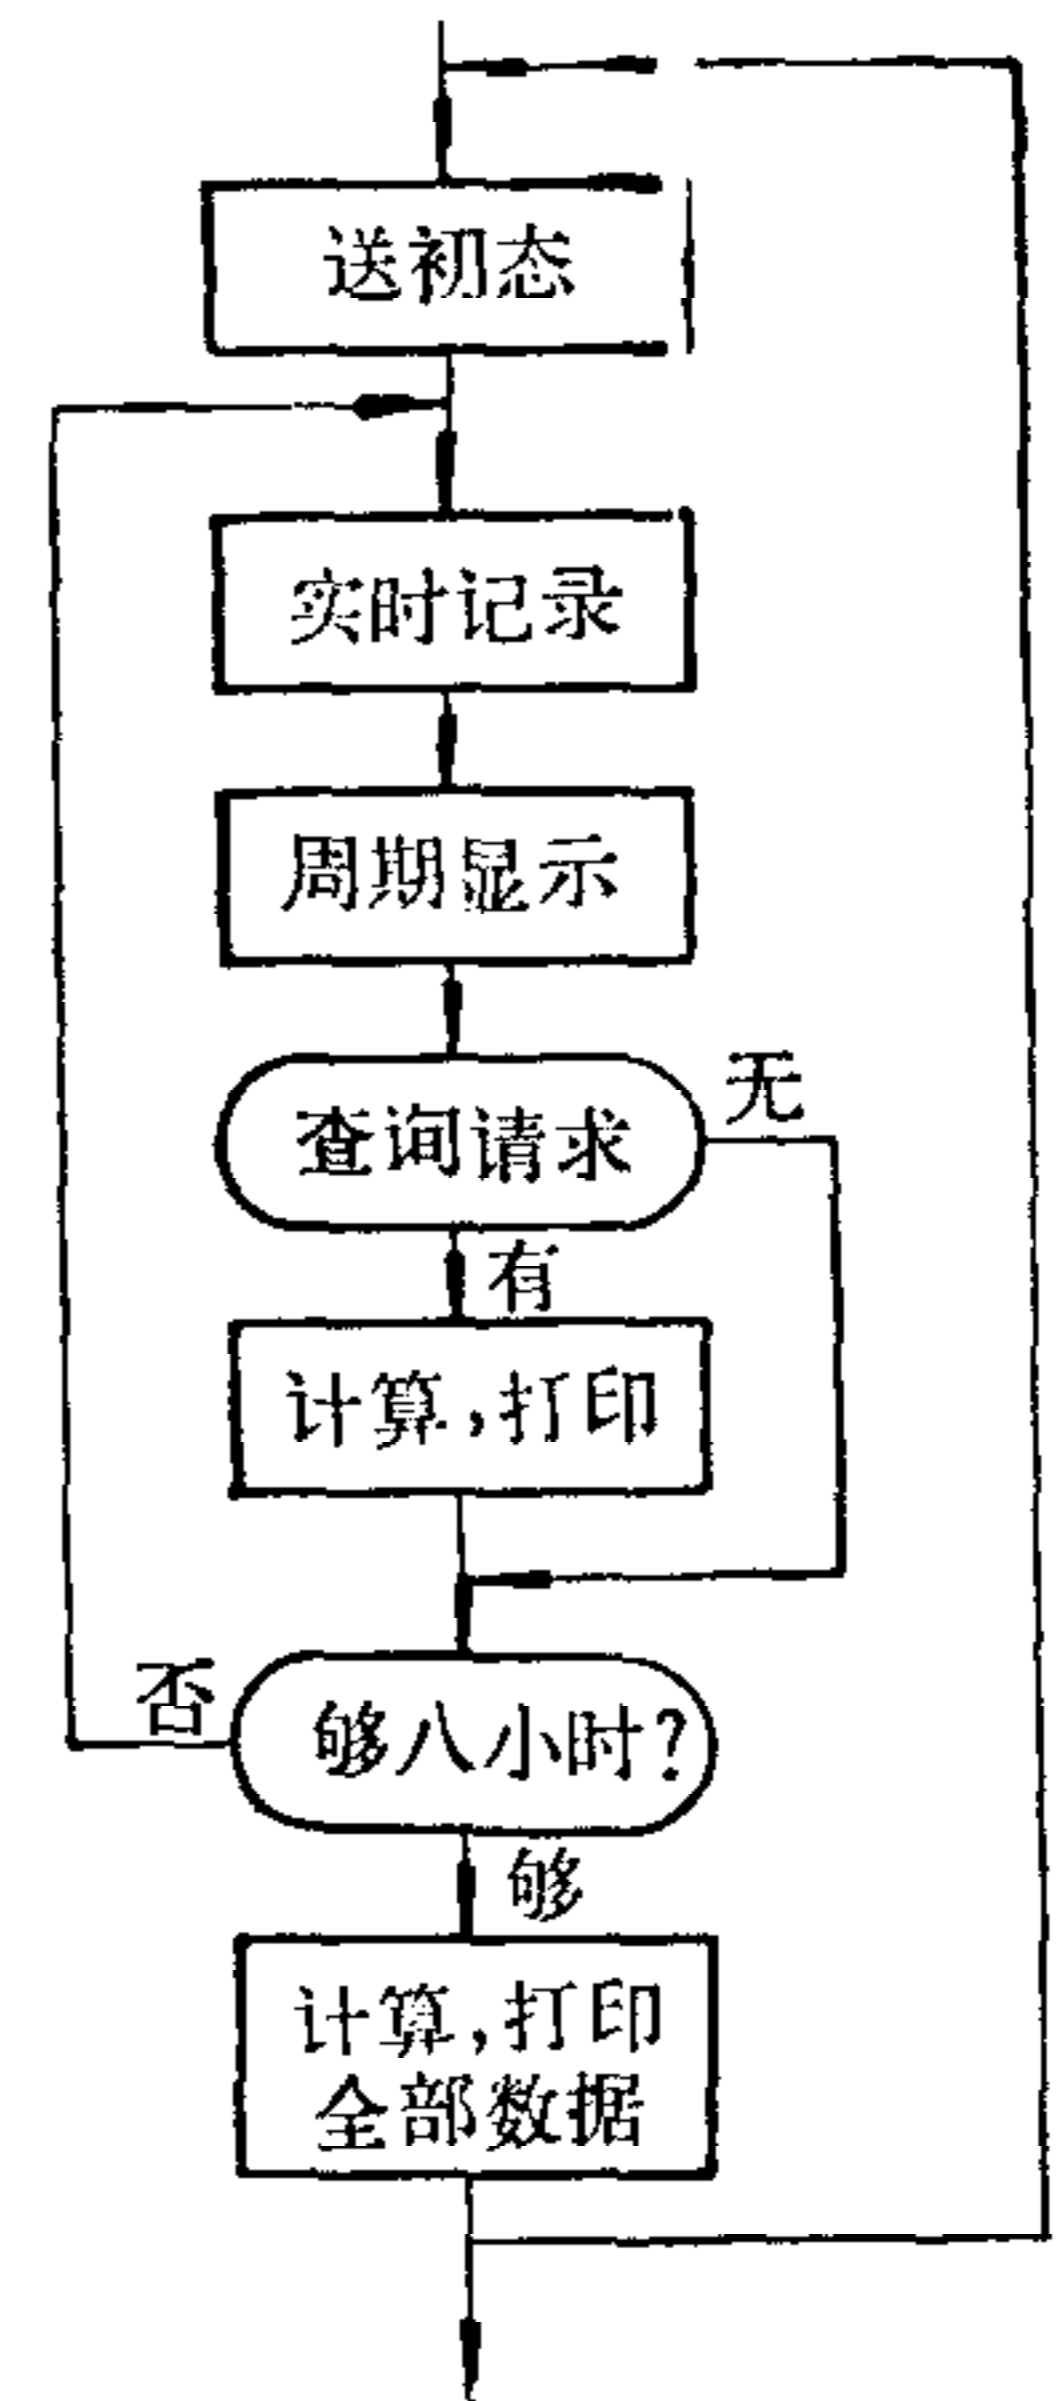 送初态
实时记录
周期显示
查询请求
无
有
计算,打印
否
够八小时?
够
计算,打印
全部数据